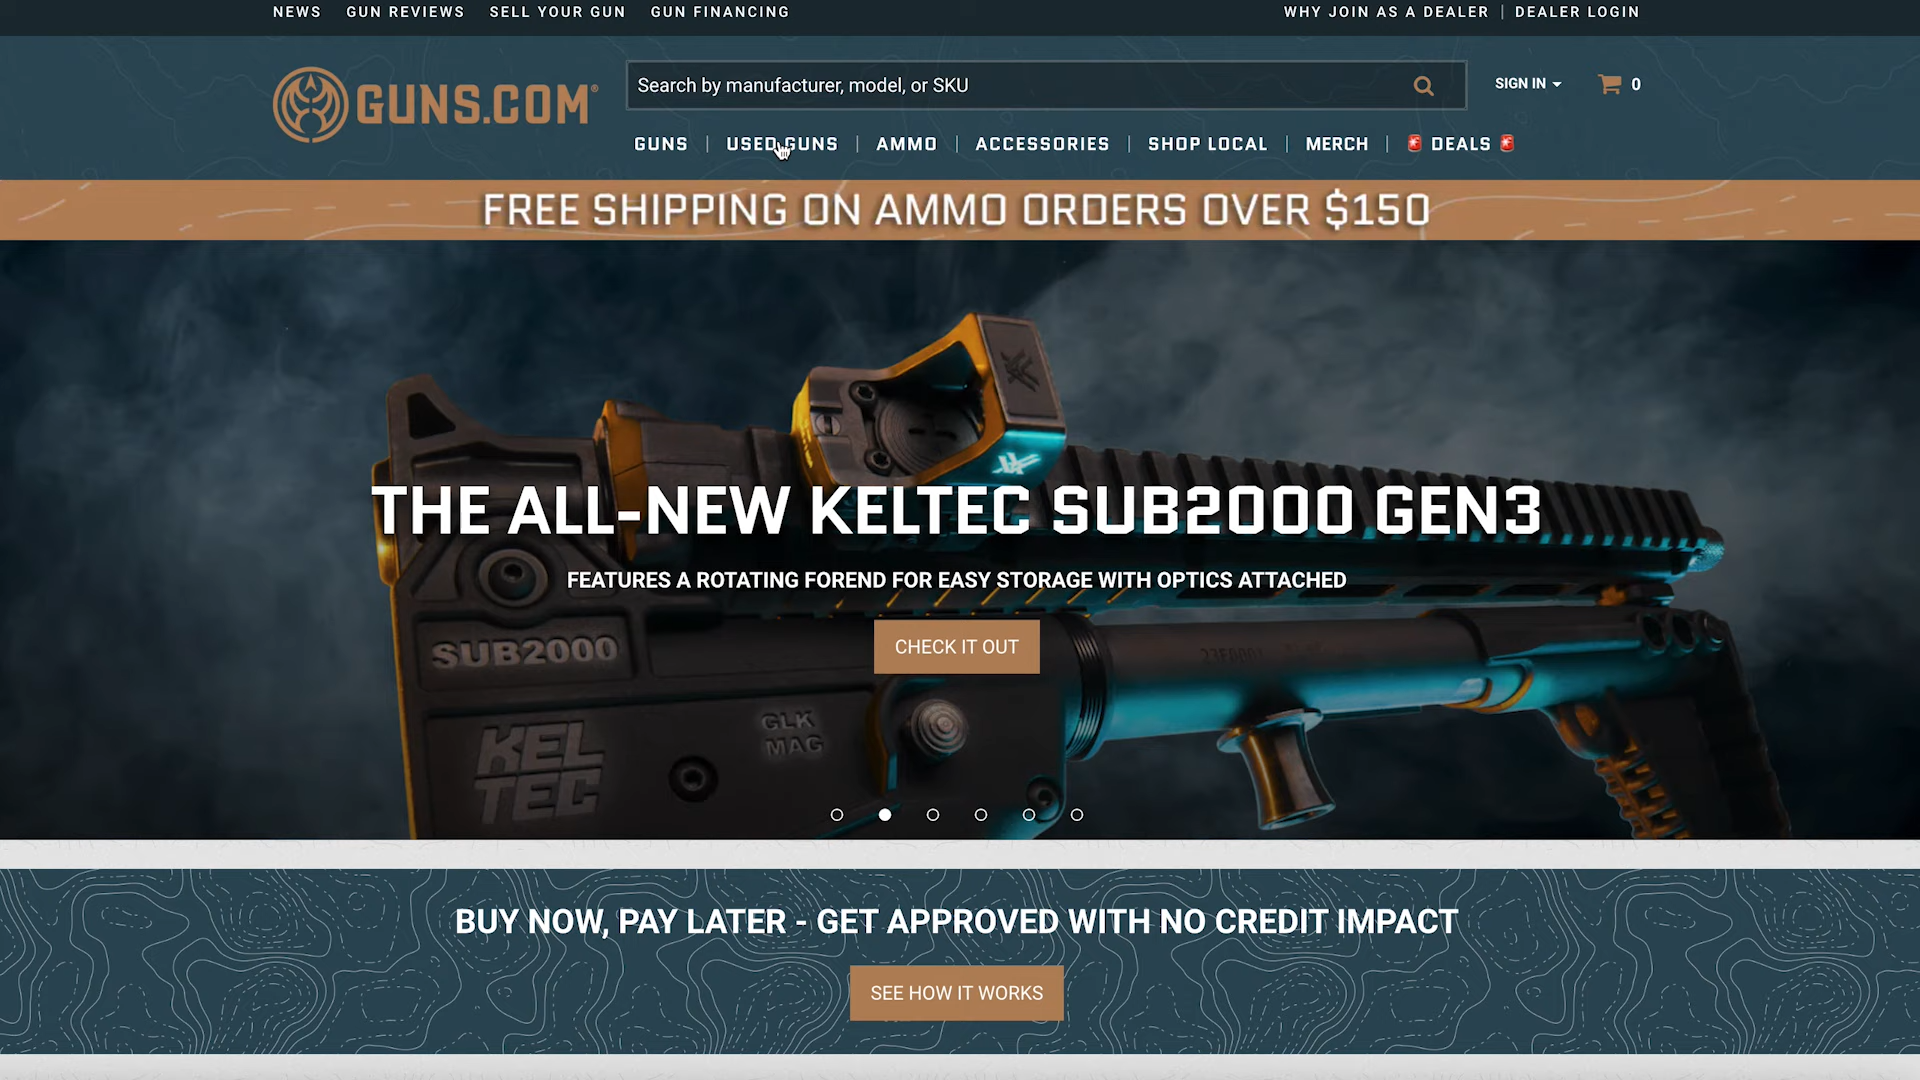 NEWS GUN REVIEWS SELL YOUR GUN GUN FINANCING WHY JOIN AS A DEALER | DEALER LOGIN
GUNS.COM®
Search by manufacturer, model, or SKU
SIGN IN
0
GUNS | USED GUNS | AMMO | ACCESSORIES | SHOP LOCAL | MERCH | 🚨 DEALS 🚨
FREE SHIPPING ON AMMO ORDERS OVER $150
THE ALL-NEW KELTEC SUB2000 GEN3
FEATURES A ROTATING FOREND FOR EASY STORAGE WITH OPTICS ATTACHED
CHECK IT OUT
SUB2000
KEL
TEC
GLK
MAG
BUY NOW, PAY LATER - GET APPROVED WITH NO CREDIT IMPACT
SEE HOW IT WORKS